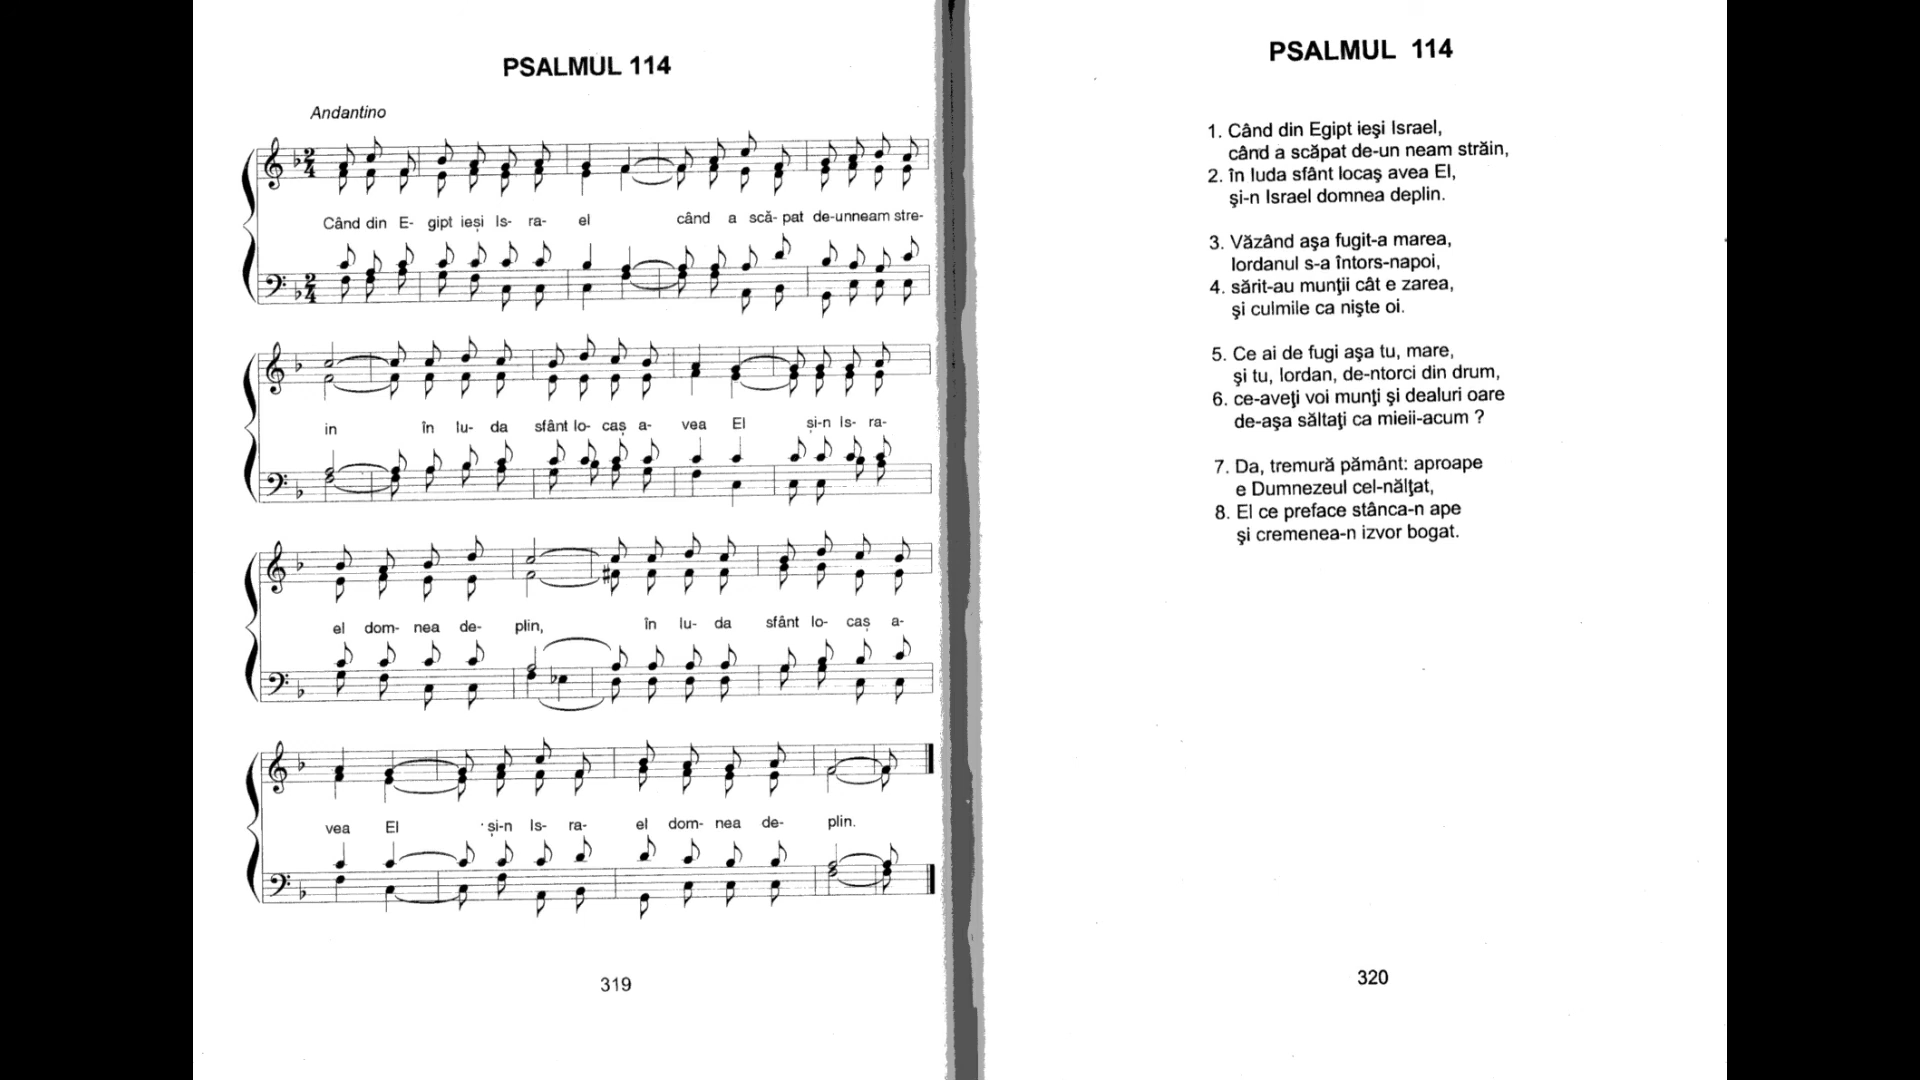 PSALMUL 114
Andantino
Când din E- gipt ieși Is- ra- el când a scă- pat de-unneam stre-
in în Iu- da sfânt lo- caș a- vea El și-n Is- ra-
el dom- nea de- plin, în Iu- da sfânt lo- caș a-
vea El și-n Is- ra- el dom- nea de- plin.
319
PSALMUL 114
1. Când din Egipt ieşi Israel,
când a scăpat de-un neam străin,
2. în Iuda sfânt locaş avea El,
şi-n Israel domnea deplin.
3. Văzând aşa fugit-a marea,
Iordanul s-a întors-napoi,
4. sărit-au munţii cât e zarea,
şi culmile ca nişte oi.
5. Ce ai de fugi aşa tu, mare,
şi tu, Iordan, de-ntorci din drum,
6. ce-aveţi voi munţi şi dealuri oare
de-aşa săltaţi ca mieii-acum ?
7. Da, tremură pământ: aproape
e Dumnezeul cel-nălţat,
8. El ce preface stânca-n ape
şi cremenea-n izvor bogat.
320